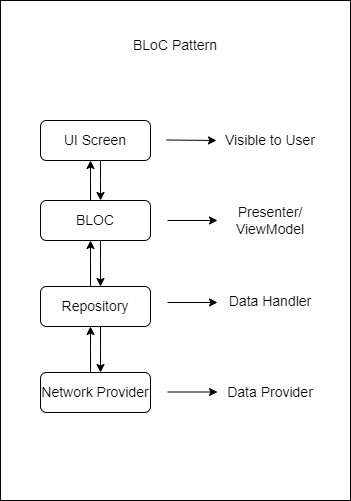 BLoC Pattern
UI Screen
Visible to User
BLOC
Presenter/
ViewModel
Repository
Data Handler
Network Provider
Data Provider